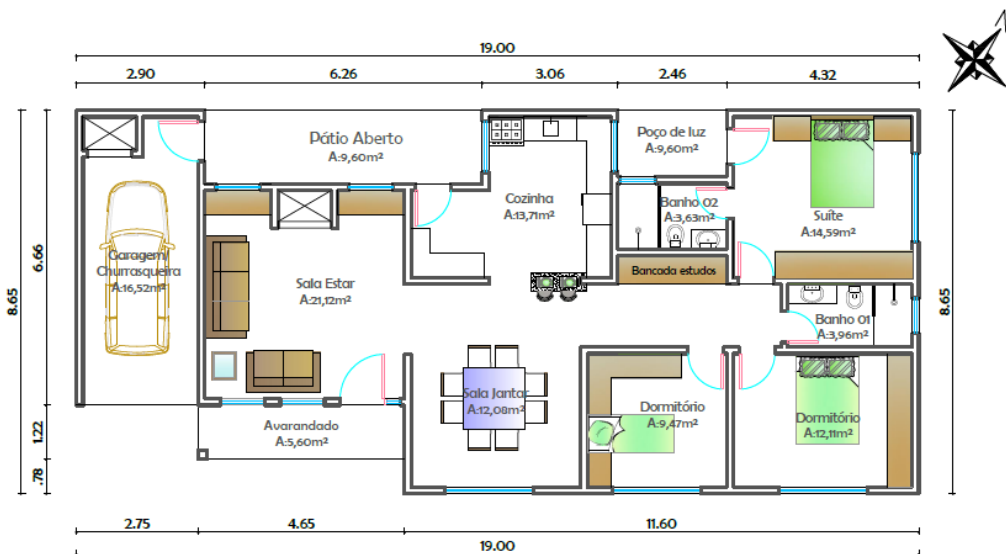 19.00
2.90
6.26
3.06
2.46
4.32
Pátio Aberto
A:9,60m²
Poço de luz
A:9,60m²
Cozinha
A:13,71m²
Banho 02
A:3,63m²
Suíte
A:14,59m²
Garagem
Churrasqueira
A:16,52m²
Sala Estar
A:21,12m²
Bancada estudos
Banho 01
A:3,96m²
Sala Jantar
A:12,08m²
Dormitório
A:9,47m²
Dormitório
A:12,11m²
Avarandado
A:5,60m²
8.65
6.66
1.22
.78
8.65
2.75
4.65
11.60
19.00